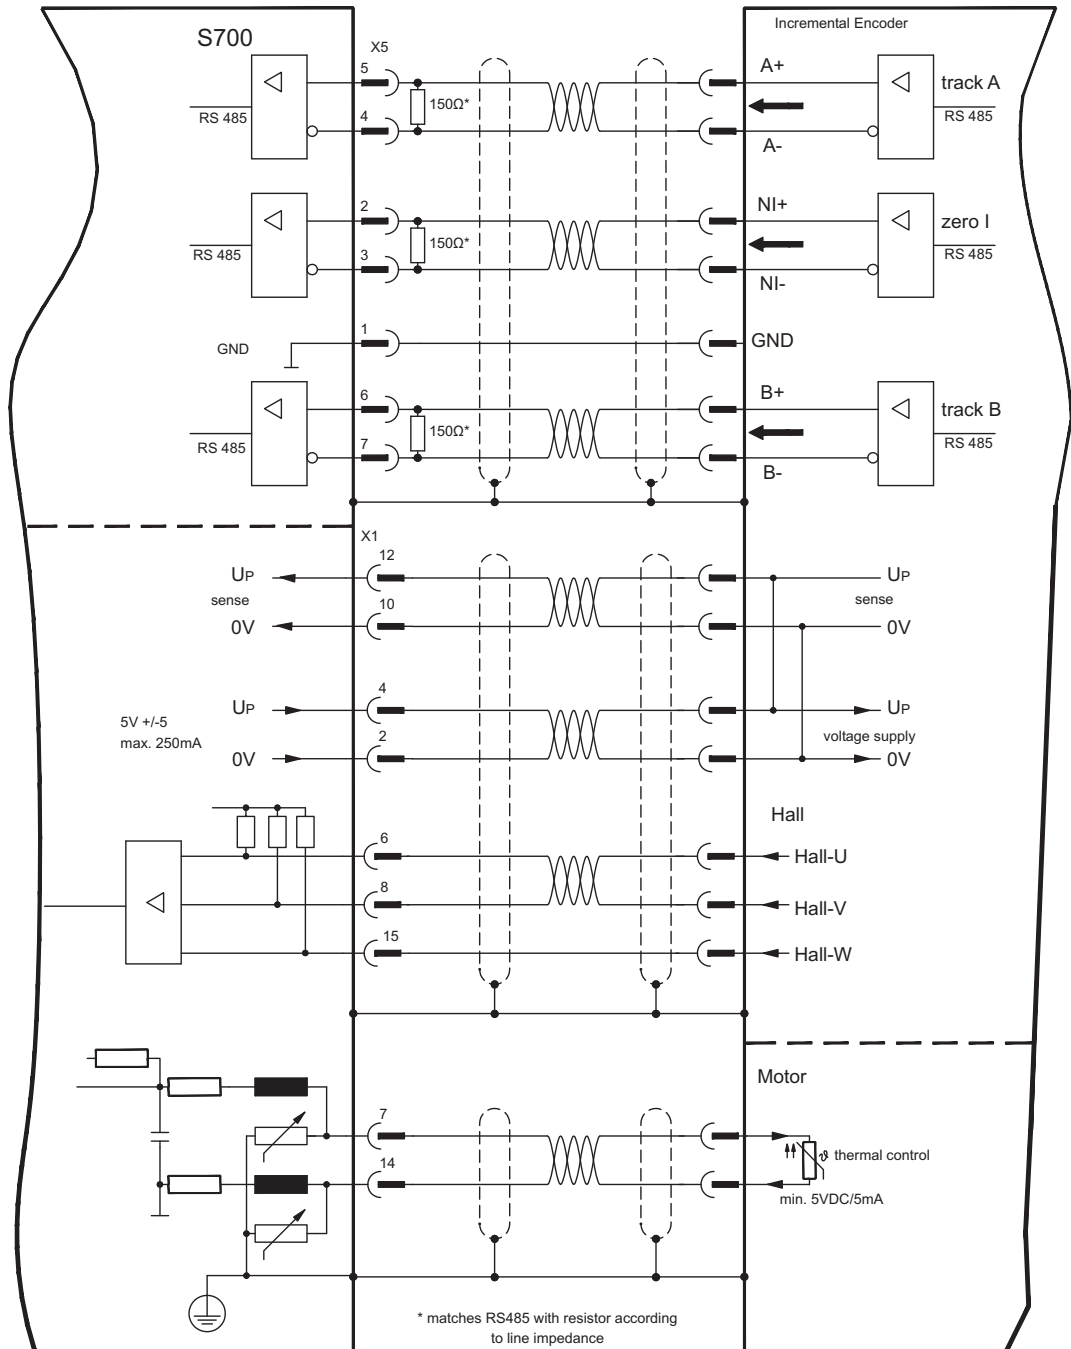 Incremental Encoder
S700
X5
5
A+
track A
150Ω*
RS 485
RS 485
4
A-
2
NI+
zero I
150Ω*
RS 485
RS 485
3
NI-
1
GND
GND
6
B+
track B
150Ω*
RS 485
RS 485
7
B-
X1
12
UP
UP
sense
sense
10
0V
0V
4
UP
UP
5V +/-5
max. 250mA
voltage supply
2
0V
0V
Hall
6
Hall-U
8
Hall-V
15
Hall-W
Motor
7
ϑ thermal control
14
min. 5VDC/5mA
* matches RS485 with resistor according
to line impedance